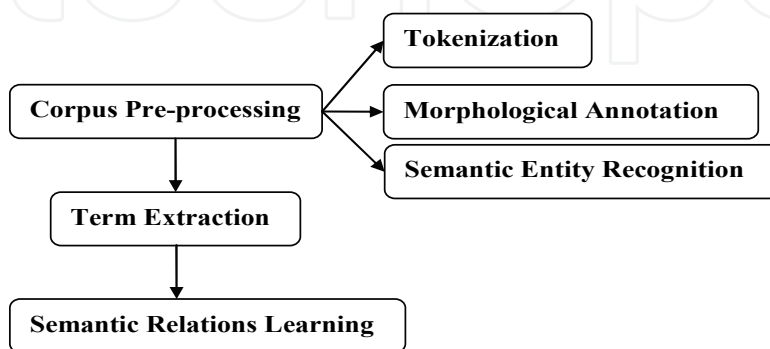 Tokenization
Corpus Pre-processing
Morphological Annotation
Semantic Entity Recognition
Term Extraction
Semantic Relations Learning